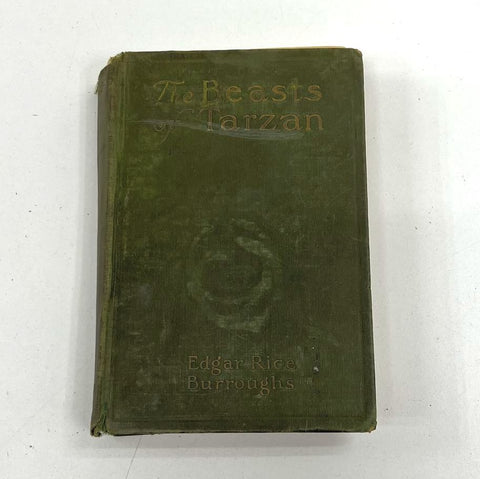 The Beasts
of Tarzan
Edgar Rice
Burroughs